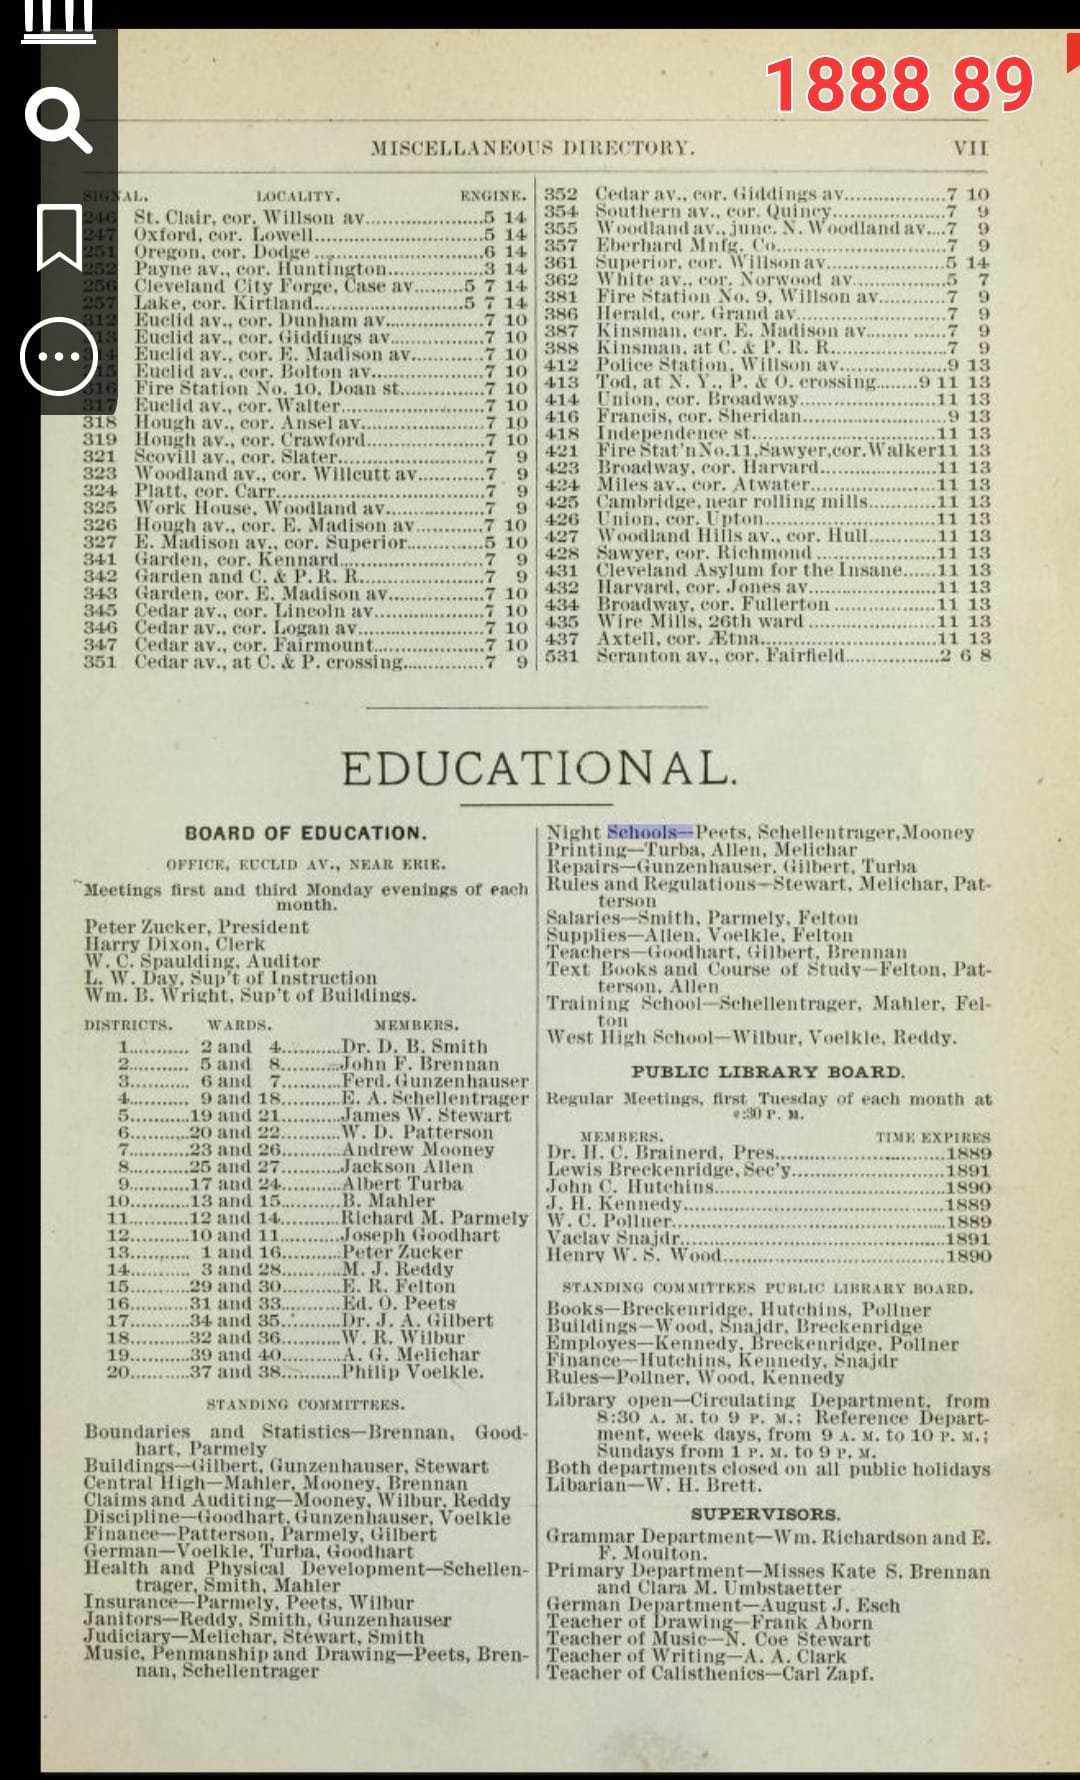 1888 89
MISCELLANEOUS DIRECTORY. VII
SIGNAL. LOCALITY. ENGINE.
246 St. Clair, cor. Willson av. 5 14
247 Oxford, cor. Lowell 5 14
251 Oregon, cor. Dodge 6 14
252 Payne av., cor. Huntington 3 14
256 Cleveland City Forge, Case av. 5 7 14
257 Lake, cor. Kirtland 5 7 14
312 Euclid av., cor. Dunham av. 7 10
313 Euclid av., cor. Giddings av. 7 10
314 Euclid av., cor. E. Madison av. 7 10
315 Euclid av., cor. Bolton av. 7 10
316 Fire Station No. 10, Doan st. 7 10
317 Euclid av., cor. Walter 7 10
318 Hough av., cor. Ansel av. 7 10
319 Hough av., cor. Crawford 7 10
321 Scovill av., cor. Slater 7 9
323 Woodland av., cor. Willcutt av. 7 9
324 Platt, cor. Carr 7 9
325 Work House, Woodland av. 7 9
326 Hough av., cor. E. Madison av. 7 10
327 E. Madison av., cor. Superior 5 10
341 Garden, cor. Kennard 7 9
342 Garden and C. & P. R. R. 7 9
343 Garden, cor. E. Madison av. 7 10
345 Cedar av., cor. Lincoln av. 7 10
346 Cedar av., cor. Logan av. 7 10
347 Cedar av., cor. Fairmount 7 10
351 Cedar av., at C. & P. crossing 7 9
352 Cedar av., cor. Giddings av. 7 10
354 Southern av., cor. Quincy 7 9
355 Woodland av., junc. N. Woodland av. 7 9
357 Eberhard Mnfg. Co. 7 9
361 Superior, cor. Willson av. 5 14
362 White av., cor. Norwood av. 5 7
381 Fire Station No. 9, Willson av. 7 9
386 Herald, cor. Grand av. 7 9
387 Kinsman, cor. E. Madison av. 7 9
388 Kinsman, at C. & P. R. R. 7 9
412 Police Station, Willson av. 9 13
413 Tod, at N. Y., P. & O. crossing 9 11 13
414 Union, cor. Broadway 11 13
416 Francis, cor. Sheridan 9 13
418 Independence st. 11 13
421 Fire Stat'n No. 11, Sawyer, cor. Walker 11 13
423 Broadway, cor. Harvard 11 13
424 Miles av., cor. Atwater 11 13
425 Cambridge, near rolling mills 11 13
426 Union, cor. Upton 11 13
427 Woodland Hills av., cor. Hull 11 13
428 Sawyer, cor. Richmond 11 13
431 Cleveland Asylum for the Insane 11 13
432 Harvard, cor. Jones av. 11 13
434 Broadway, cor. Fullerton 11 13
435 Wire Mills, 26th ward 11 13
437 Axtell, cor. Ætna 11 13
531 Scranton av., cor. Fairfield 2 6 8
EDUCATIONAL.
BOARD OF EDUCATION.
OFFICE, EUCLID AV., NEAR ERIE.
Meetings first and third Monday evenings of each
month.
Peter Zucker, President
Harry Dixon, Clerk
W. C. Spaulding, Auditor
L. W. Day, Sup't of Instruction
Wm. B. Wright, Sup't of Buildings.
DISTRICTS. WARDS. MEMBERS.
1 2 and 4 Dr. D. B. Smith
2 5 and 8 John F. Brennan
3 6 and 7 Ferd. Gunzenhauser
4 9 and 18 E. A. Schellentrager
5 19 and 21 James W. Stewart
6 20 and 22 W. D. Patterson
7 23 and 26 Andrew Mooney
8 25 and 27 Jackson Allen
9 17 and 24 Albert Turba
10 13 and 15 B. Mahler
11 12 and 14 Richard M. Parmely
12 10 and 11 Joseph Goodhart
13 1 and 16 Peter Zucker
14 3 and 28 M. J. Reddy
15 29 and 30 E. R. Felton
16 31 and 33 Ed. O. Peets
17 34 and 35 Dr. J. A. Gilbert
18 32 and 36 W. R. Wilbur
19 39 and 40 A. G. Melichar
20 37 and 38 Philip Voelkle.
STANDING COMMITTEES.
Boundaries and Statistics—Brennan, Good-
hart, Parmely
Buildings—Gilbert, Gunzenhauser, Stewart
Central High—Mahler, Mooney, Brennan
Claims and Auditing—Mooney, Wilbur, Reddy
Discipline—Goodhart, Gunzenhauser, Voelkle
Finance—Patterson, Parmely, Gilbert
German—Voelkle, Turba, Goodhart
Health and Physical Development—Schellen-
trager, Smith, Mahler
Insurance—Parmely, Peets, Wilbur
Janitors—Reddy, Smith, Gunzenhauser
Judiciary—Melichar, Stewart, Smith
Music, Penmanship and Drawing—Peets, Bren-
nan, Schellentrager
Night Schools—Peets, Schellentrager, Mooney
Printing—Turba, Allen, Melichar
Repairs—Gunzenhauser, Gilbert, Turba
Rules and Regulations—Stewart, Melichar, Pat-
terson
Salaries—Smith, Parmely, Felton
Supplies—Allen, Voelkle, Felton
Teachers—Goodhart, Gilbert, Brennan
Text Books and Course of Study—Felton, Pat-
terson, Allen
Training School—Schellentrager, Mahler, Fel-
ton
West High School—Wilbur, Voelkle, Reddy.
PUBLIC LIBRARY BOARD.
Regular Meetings, first Tuesday of each month at
:30 P. M.
MEMBERS. TIME EXPIRES
Dr. H. C. Brainerd, Pres. 1889
Lewis Breckenridge, Sec'y 1891
John C. Hutchins 1890
J. H. Kennedy 1889
W. C. Pollner 1889
Vaclav Snajdr 1891
Henry W. S. Wood 1890
STANDING COMMITTEES PUBLIC LIBRARY BOARD.
Books—Breckenridge, Hutchins, Pollner
Buildings—Wood, Snajdr, Breckenridge
Employes—Kennedy, Breckenridge, Pollner
Finance—Hutchins, Kennedy, Snajdr
Rules—Pollner, Wood, Kennedy
Library open—Circulating Department, from
8:30 A. M. to 9 P. M.; Reference Depart-
ment, week days, from 9 A. M. to 10 P. M.;
Sundays from 1 P. M. to 9 P. M.
Both departments closed on all public holidays
Libarian—W. H. Brett.
SUPERVISORS.
Grammar Department—Wm. Richardson and E.
F. Moulton.
Primary Department—Misses Kate S. Brennan
and Clara M. Umbstaetter
German Department—August J. Esch
Teacher of Drawing—Frank Aborn
Teacher of Music—N. Coe Stewart
Teacher of Writing—A. A. Clark
Teacher of Calisthenics—Carl Zapf.